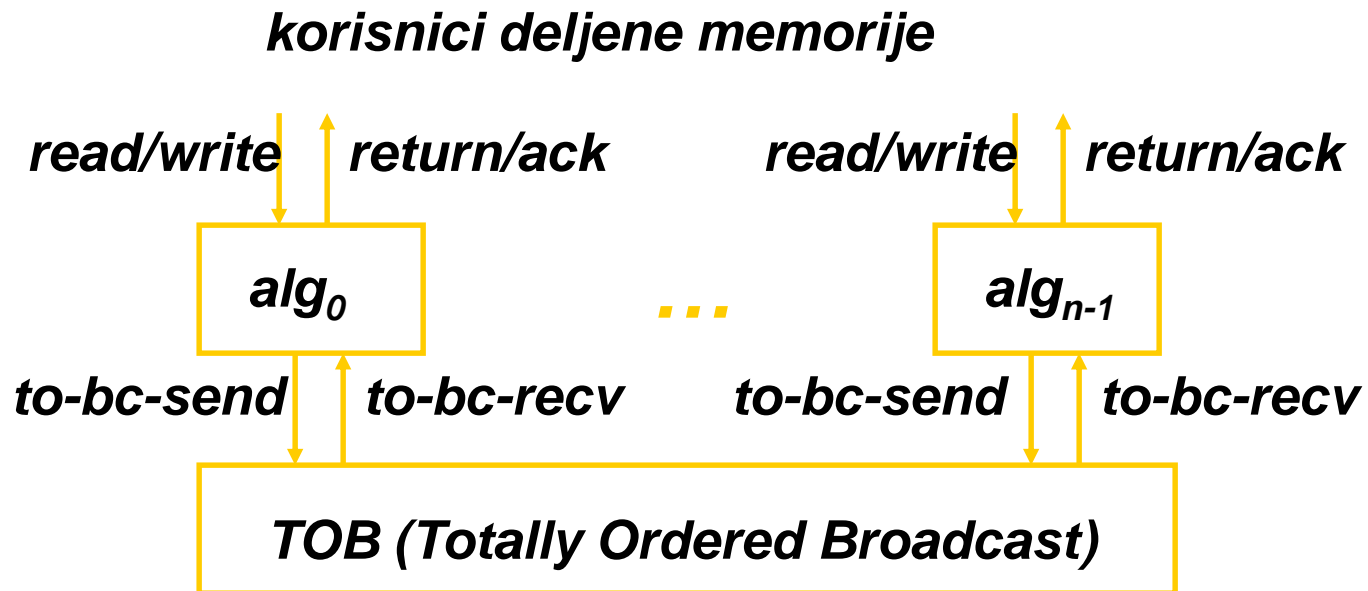 korisnici deljene memorije
read/write return/ack read/write return/ack
alg0 ... algn-1
to-bc-send to-bc-recv to-bc-send to-bc-recv
TOB (Totally Ordered Broadcast)